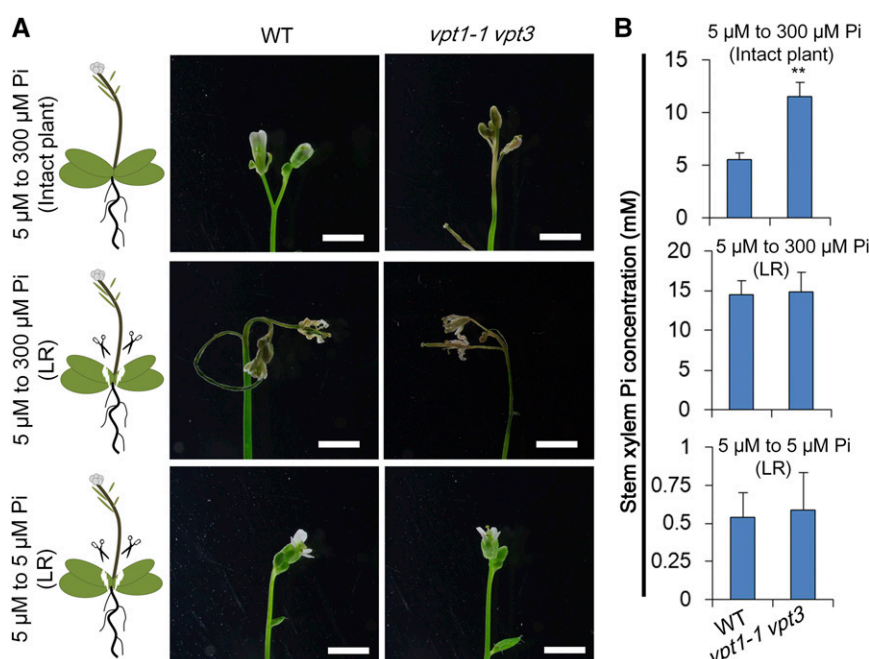 A
WT
vpt1-1 vpt3
5 µM to 300 µM Pi
(Intact plant)
5 µM to 300 µM Pi
(LR)
5 µM to 5 µM Pi
(LR)
B
Stem xylem Pi concentration (mM)
5 µM to 300 µM Pi
(Intact plant)
**
15
10
5
0
5 µM to 300 µM Pi
(LR)
20
15
10
5
0
5 µM to 5 µM Pi
(LR)
1
0.75
0.5
0.25
0
WT
vpt1-1 vpt3